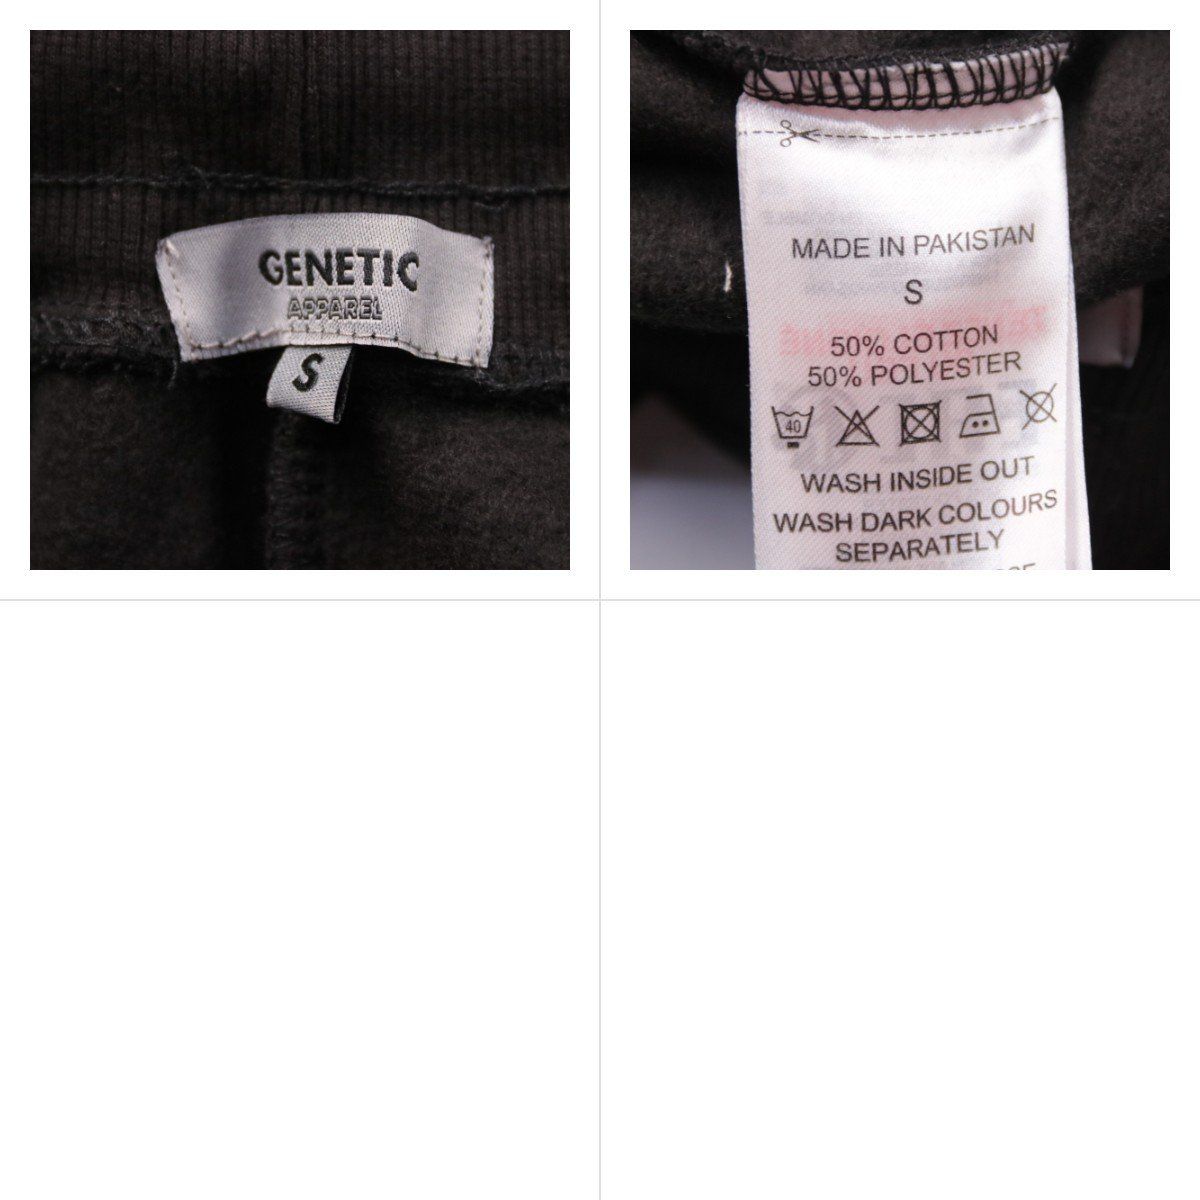 GENETIC
APPAREL
S
MADE IN PAKISTAN
S
50% COTTON
50% POLYESTER
40
WASH INSIDE OUT
WASH DARK COLOURS
SEPARATELY